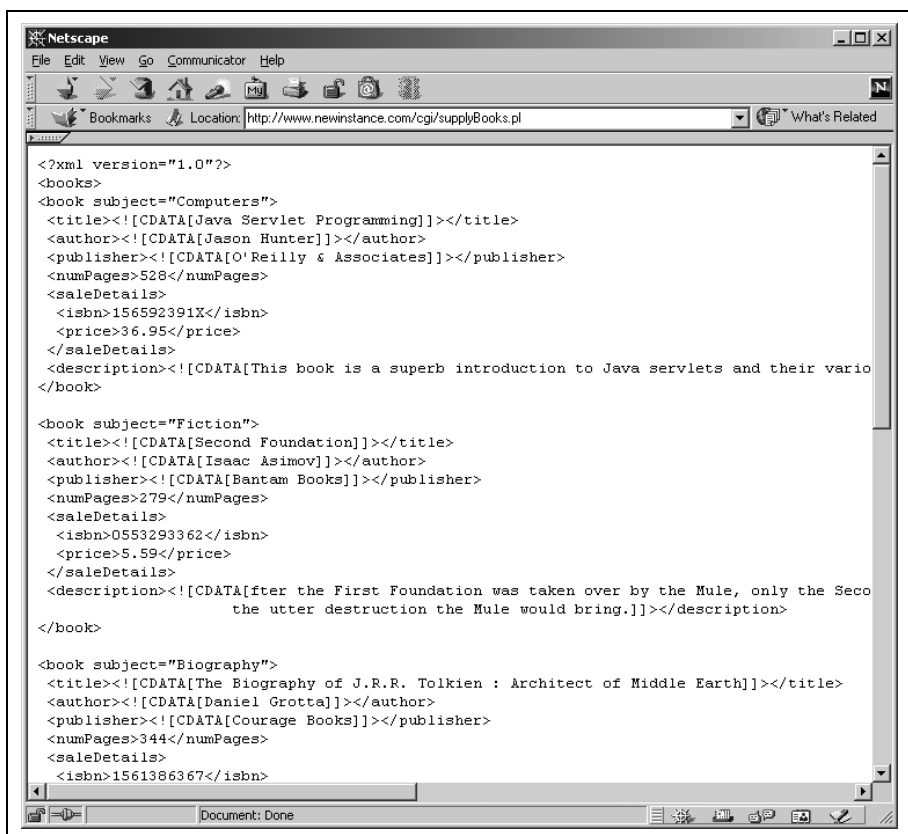 Netscape
File Edit View Go Communicator Help
My N
Bookmarks Location: http://www.newinstance.com/cgi/supplyBooks.pl What's Related
<?xml version="1.0"?>
<books>
<book subject="Computers">
 <title><![CDATA[Java Servlet Programming]]></title>
 <author><![CDATA[Jason Hunter]]></author>
 <publisher><![CDATA[O'Reilly & Associates]]></publisher>
 <numPages>528</numPages>
 <saleDetails>
  <isbn>156592391X</isbn>
  <price>36.95</price>
 </saleDetails>
 <description><![CDATA[This book is a superb introduction to Java servlets and their vario
</book>

<book subject="Fiction">
 <title><![CDATA[Second Foundation]]></title>
 <author><![CDATA[Isaac Asimov]]></author>
 <publisher><![CDATA[Bantam Books]]></publisher>
 <numPages>279</numPages>
 <saleDetails>
  <isbn>0553293362</isbn>
  <price>5.59</price>
 </saleDetails>
 <description><![CDATA[fter the First Foundation was taken over by the Mule, only the Seco
                   the utter destruction the Mule would bring.]]></description>
</book>

<book subject="Biography">
 <title><![CDATA[The Biography of J.R.R. Tolkien : Architect of Middle Earth]]></title>
 <author><![CDATA[Daniel Grotta]]></author>
 <publisher><![CDATA[Courage Books]]></publisher>
 <numPages>344</numPages>
 <saleDetails>
  <isbn>1561386367</isbn>
Document: Done